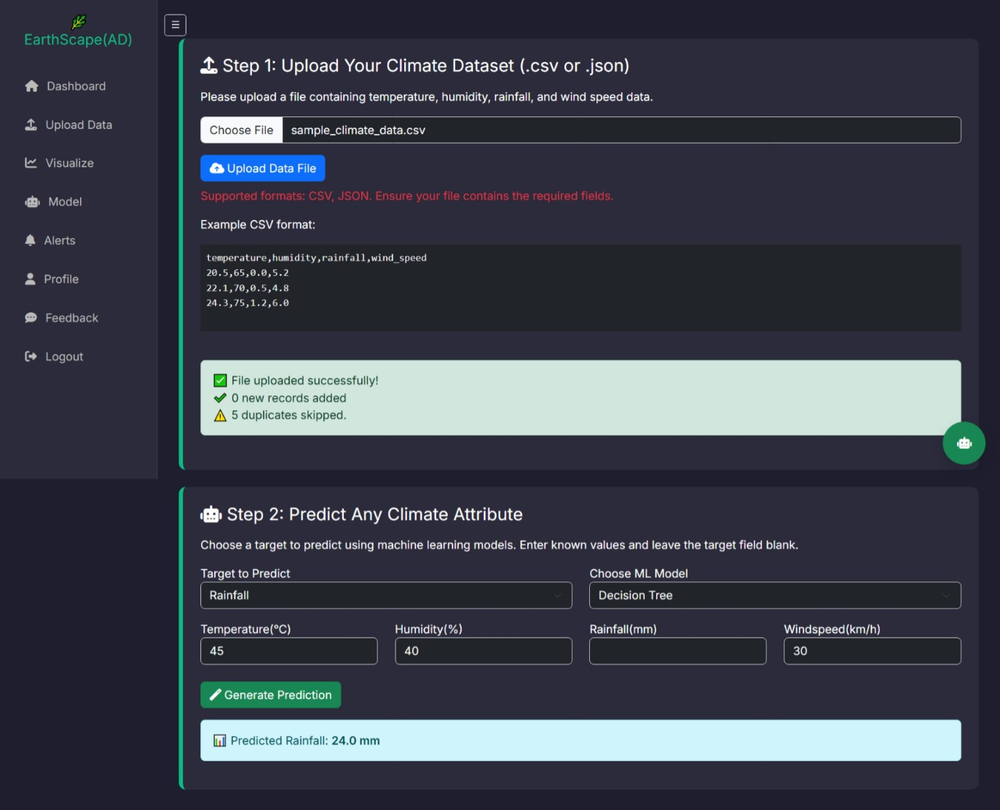 EarthScape(AD)
Dashboard
Upload Data
Visualize
Model
Alerts
Profile
Feedback
Logout
Step 1: Upload Your Climate Dataset (.csv or .json)
Please upload a file containing temperature, humidity, rainfall, and wind speed data.
Choose File sample_climate_data.csv
Upload Data File
Supported formats: CSV, JSON. Ensure your file contains the required fields.
Example CSV format:
temperature,humidity,rainfall,wind_speed
20.5,65,0.0,5.2
22.1,70,0.5,4.8
24.3,75,1.2,6.0
File uploaded successfully!
0 new records added
5 duplicates skipped.
Step 2: Predict Any Climate Attribute
Choose a target to predict using machine learning models. Enter known values and leave the target field blank.
Target to Predict Choose ML Model
Rainfall Decision Tree
Temperature(°C) Humidity(%) Rainfall(mm) Windspeed(km/h)
45 40 30
Generate Prediction
Predicted Rainfall: 24.0 mm